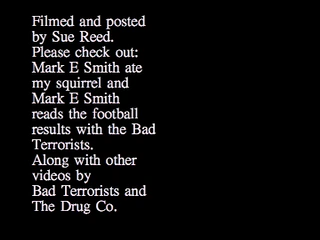 Filmed and posted
by Sue Reed.
Please check out:
Mark E Smith ate
my squirrel and
Mark E Smith
reads the football
results with the Bad
Terrorists.
Along with other
videos by
Bad Terrorists and
The Drug Co.